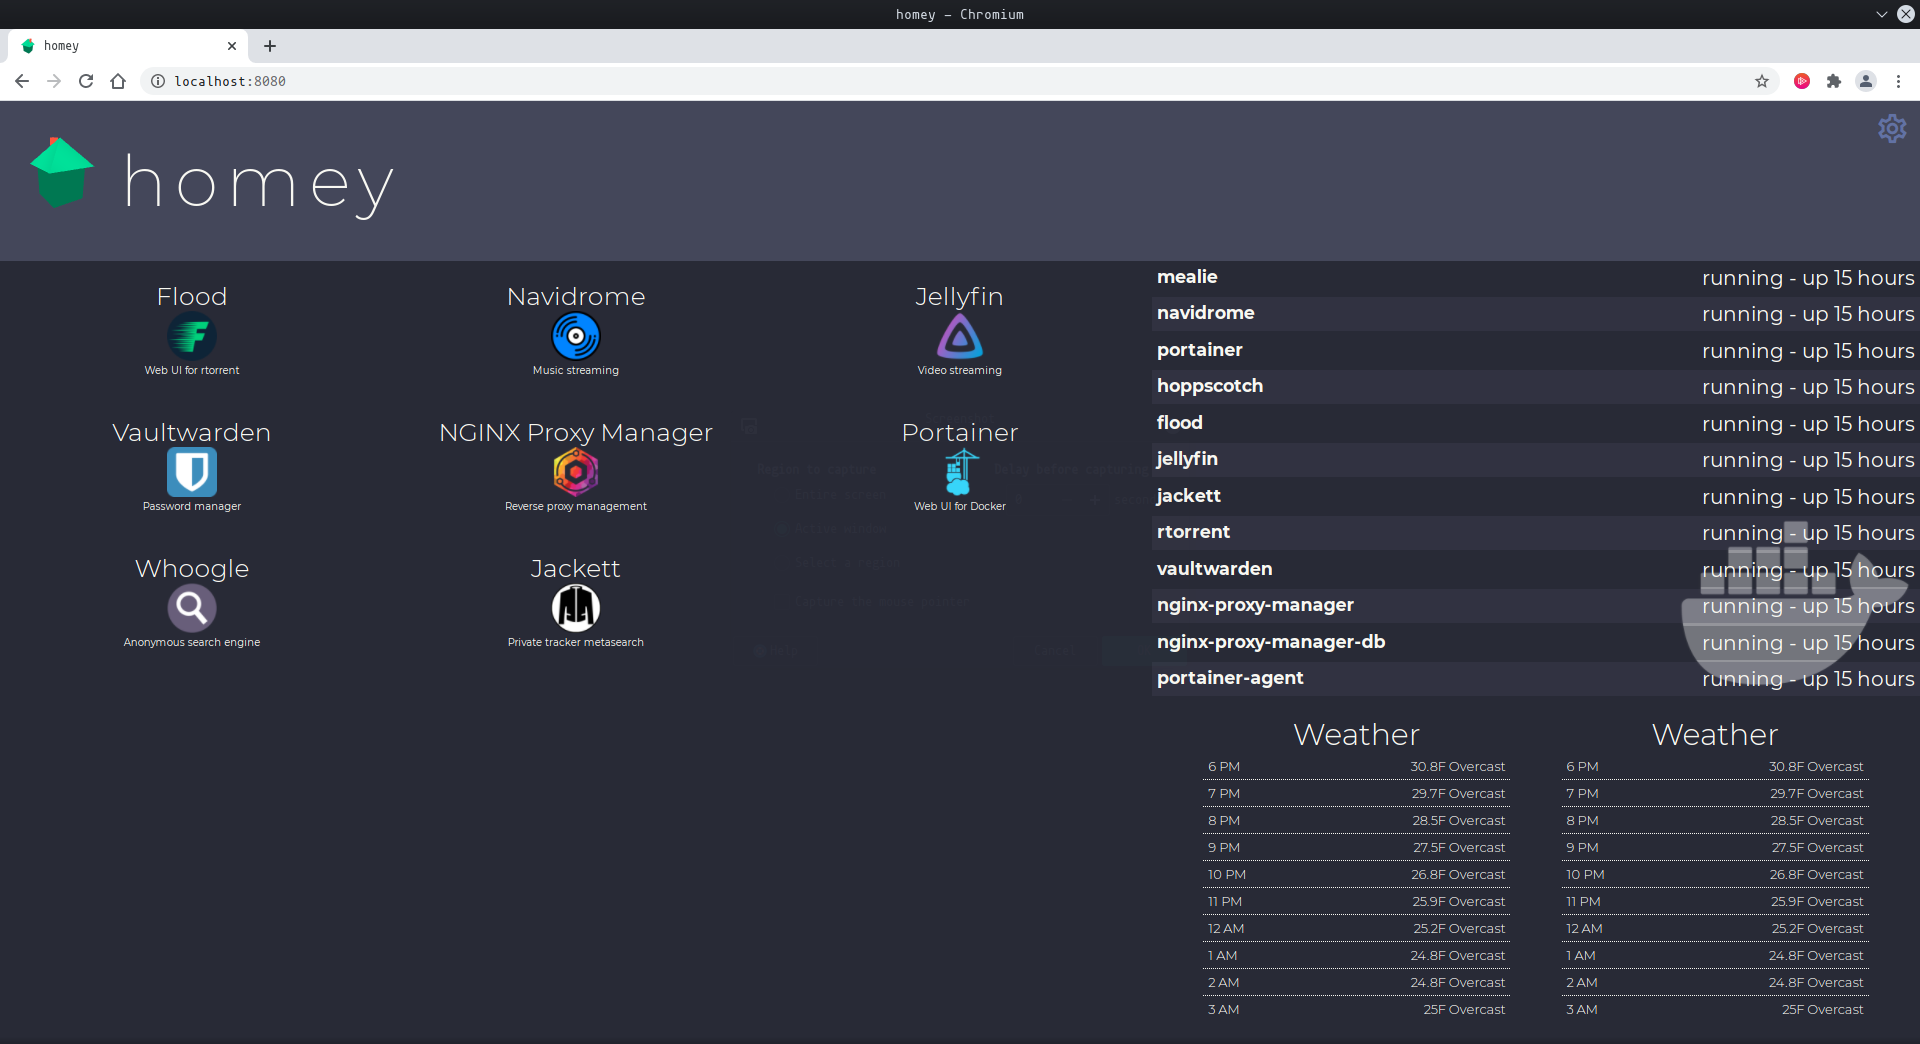 homey – Chromium
homey
localhost:8080
homey
Flood
Web UI for rtorrent
Navidrome
Music streaming
Jellyfin
Video streaming
Vaultwarden
Password manager
NGINX Proxy Manager
Reverse proxy management
Portainer
Web UI for Docker
Whoogle
Anonymous search engine
Jackett
Private tracker metasearch
Region to capture
Delay before capturing
mealie running - up 15 hours
navidrome running - up 15 hours
portainer running - up 15 hours
hoppscotch running - up 15 hours
flood running - up 15 hours
jellyfin running - up 15 hours
jackett running - up 15 hours
rtorrent running - up 15 hours
vaultwarden running - up 15 hours
nginx-proxy-manager running - up 15 hours
nginx-proxy-manager-db running - up 15 hours
portainer-agent running - up 15 hours
Weather
6 PM 30.8F Overcast
7 PM 29.7F Overcast
8 PM 28.5F Overcast
9 PM 27.5F Overcast
10 PM 26.8F Overcast
11 PM 25.9F Overcast
12 AM 25.2F Overcast
1 AM 24.8F Overcast
2 AM 24.8F Overcast
3 AM 25F Overcast
Weather
6 PM 30.8F Overcast
7 PM 29.7F Overcast
8 PM 28.5F Overcast
9 PM 27.5F Overcast
10 PM 26.8F Overcast
11 PM 25.9F Overcast
12 AM 25.2F Overcast
1 AM 24.8F Overcast
2 AM 24.8F Overcast
3 AM 25F Overcast